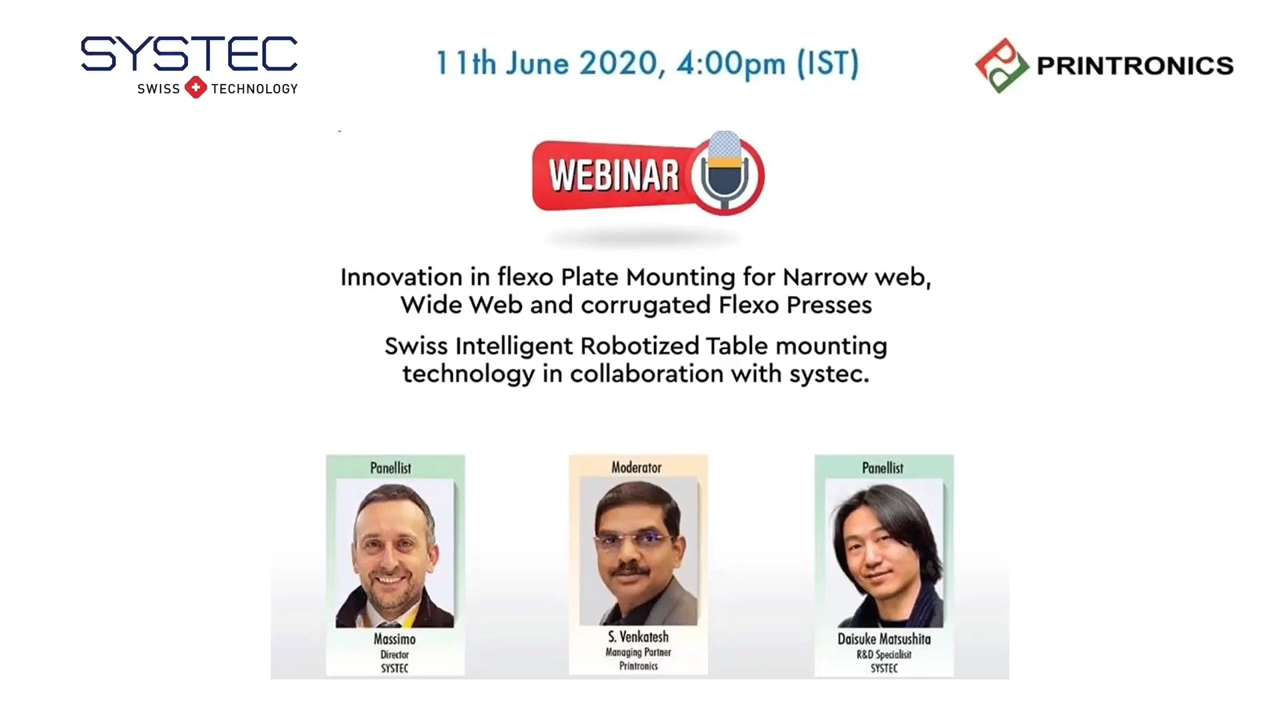 SYSTEC
SWISS TECHNOLOGY
11th June 2020, 4:00pm (IST)
PRINTRONICS
WEBINAR
Innovation in flexo Plate Mounting for Narrow web,
Wide Web and corrugated Flexo Presses
Swiss Intelligent Robotized Table mounting
technology in collaboration with systec.
Panellist
Massimo
Director
SYSTEC
Moderator
S. Venkatesh
Managing Partner
Printronics
Panellist
Daisuke Matsushita
R&D Specialisit
SYSTEC